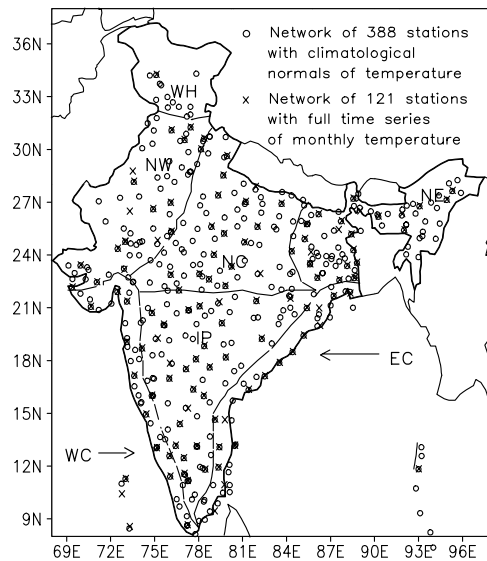 36N
33N
30N
27N
24N
21N
18N
15N
12N
9N
○ Network of 388 stations
with climatological
normals of temperature
× Network of 121 stations
with full time series
of monthly temperature
WH
NW
NE
NC
IP
EC
WC
69E 72E 75E 78E 81E 84E 87E 90E 93E 96E